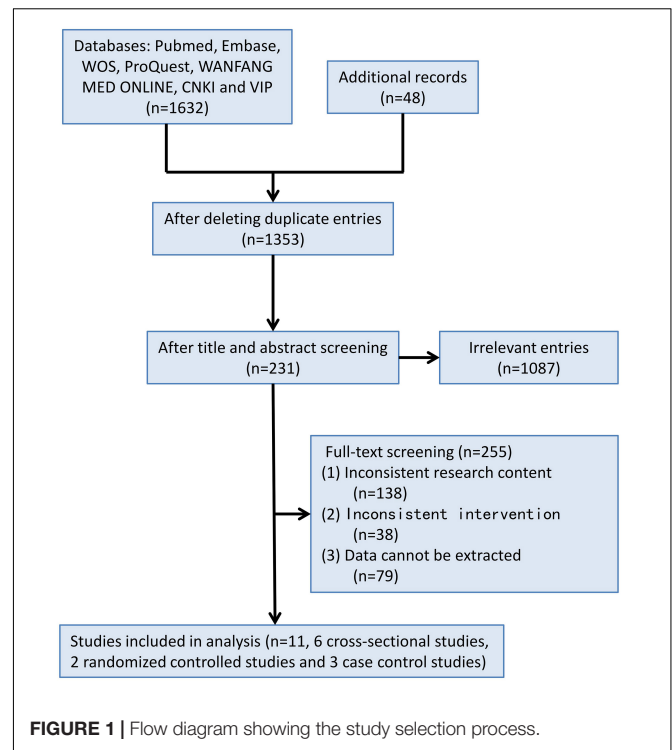 Databases: Pubmed, Embase,
WOS, ProQuest, WANFANG
MED ONLINE, CNKI and VIP
(n=1632)
Additional records
(n=48)
After deleting duplicate entries
(n=1353)
After title and abstract screening
(n=231)
Irrelevant entries
(n=1087)
Full-text screening (n=255)
(1) Inconsistent research content
(n=138)
(2) Inconsistent intervention
(n=38)
(3) Data cannot be extracted
(n=79)
Studies included in analysis (n=11, 6 cross-sectional studies,
2 randomized controlled studies and 3 case control studies)
FIGURE 1 | Flow diagram showing the study selection process.